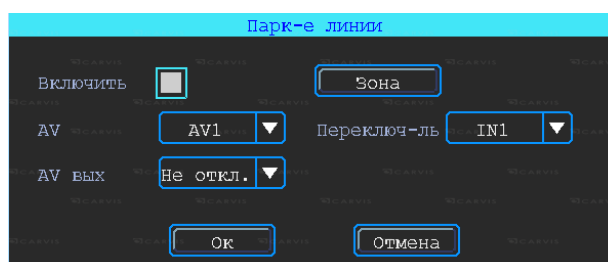 Парк-е линии
Включить Зона
AV AV1 Переключ-ль IN1
AV вых Не откл.
Ок Отмена